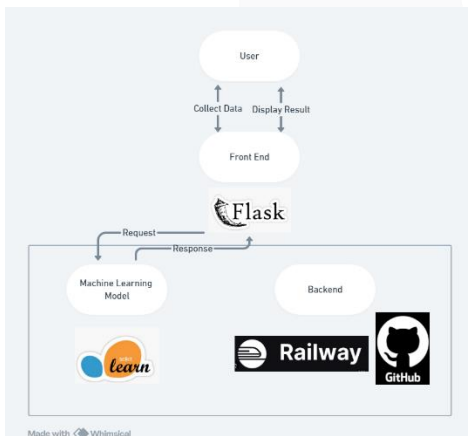 User
Collect Data
Display Result
Front End
Flask
Request
Response
Machine Learning
Model
Backend
learn
Railway
GitHub
Made with Whimsical